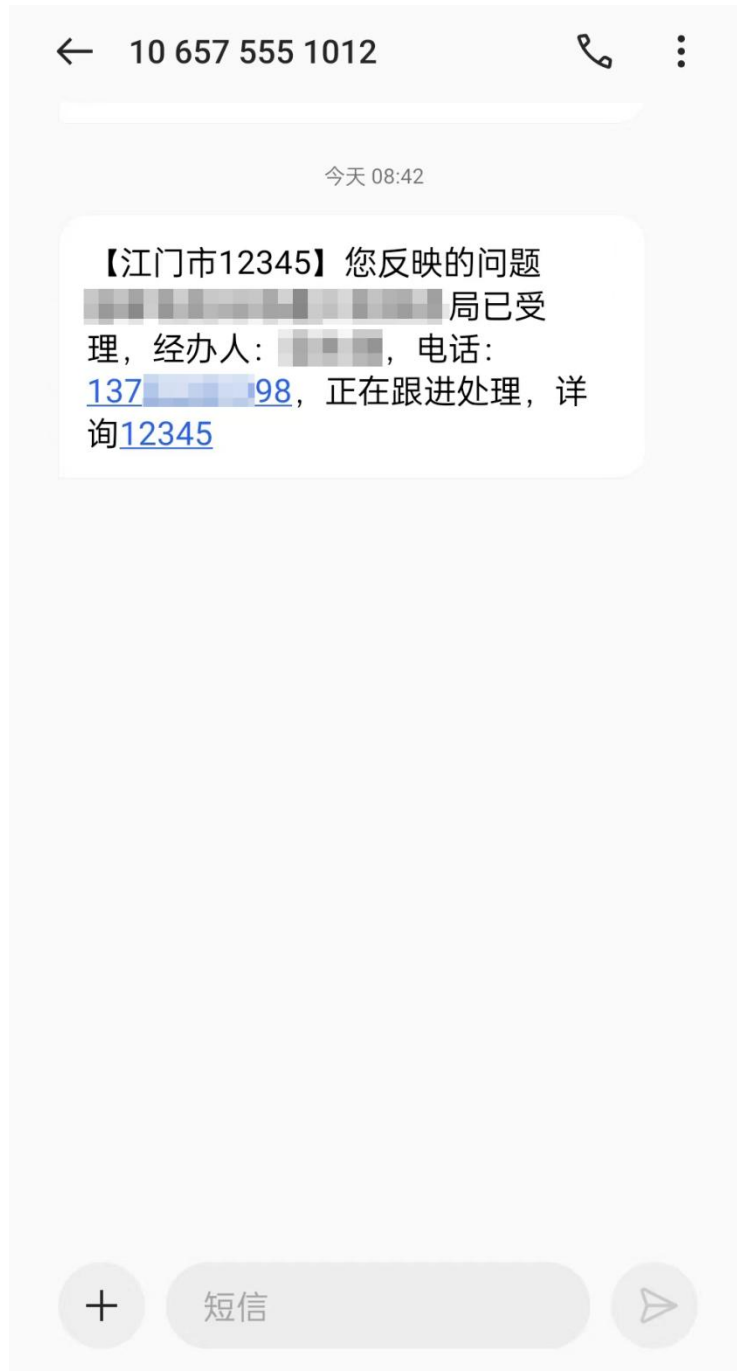 10 657 555 1012
今天 08:42
【江门市12345】您反映的问题
局已受
理，经办人：，电话：
13798，正在跟进处理，详
询12345
短信